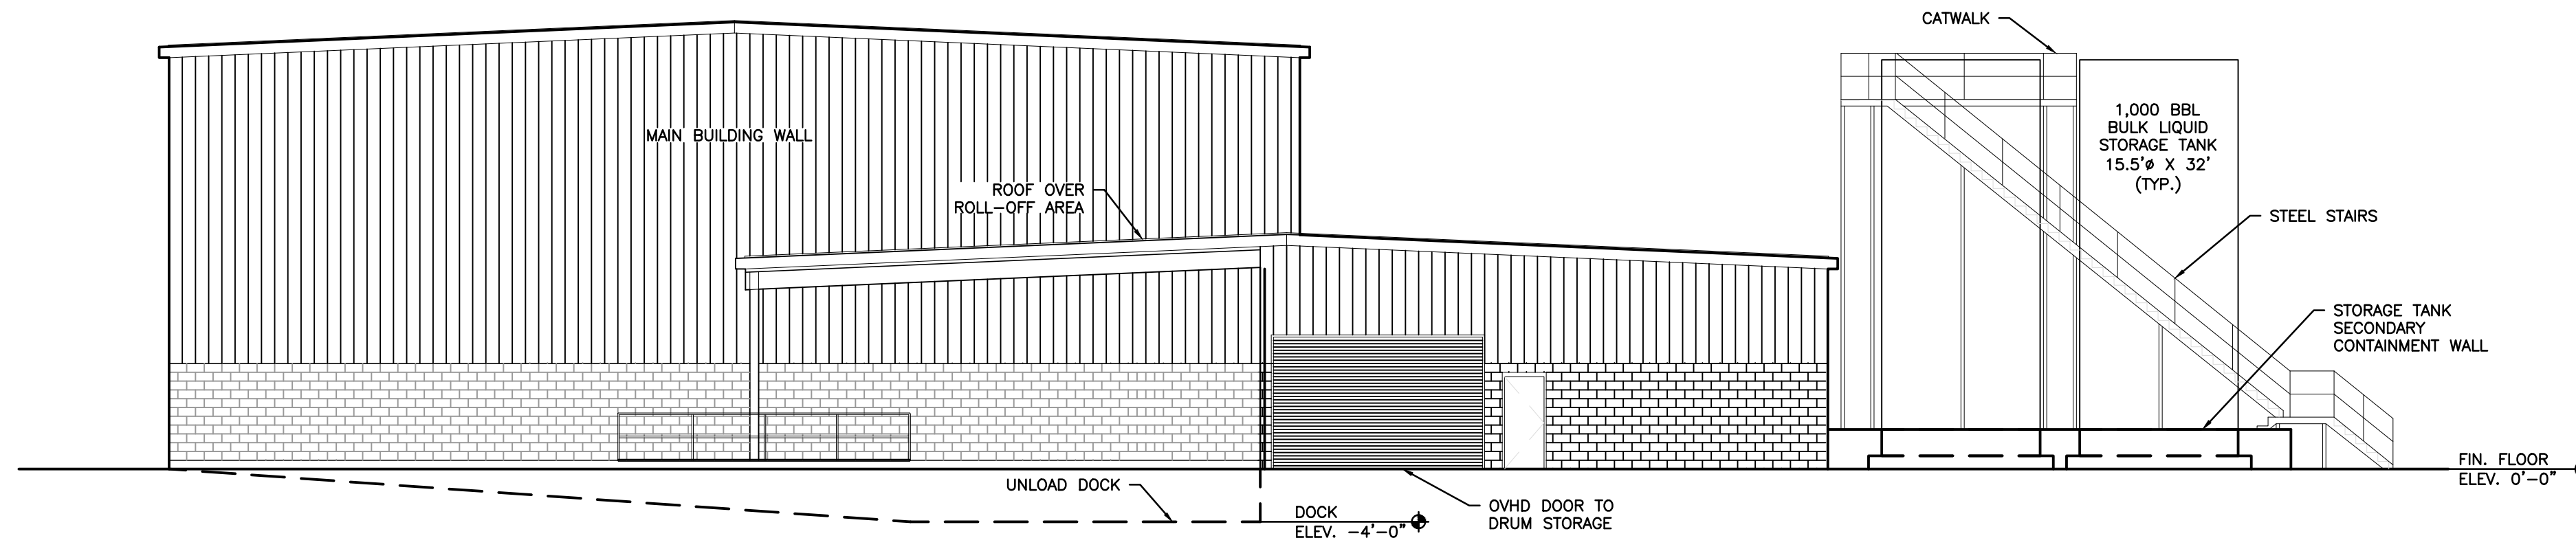 CATWALK
1,000 BBL
BULK LIQUID
STORAGE TANK
15.5'ø X 32'
(TYP.)
MAIN BUILDING WALL
ROOF OVER
ROLL-OFF AREA
STEEL STAIRS
STORAGE TANK
SECONDARY
CONTAINMENT WALL
FIN. FLOOR
ELEV. 0'-0"
UNLOAD DOCK
DOCK
ELEV. -4'-0"
OVHD DOOR TO
DRUM STORAGE